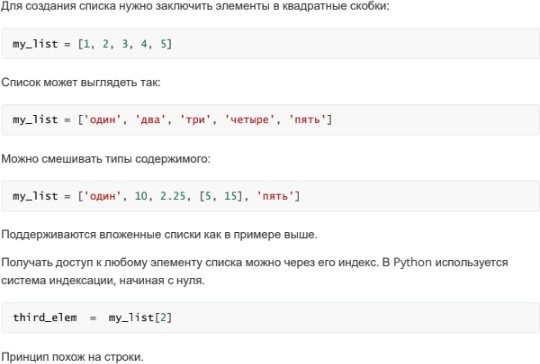 Для создания списка нужно заключить элементы в квадратные скобки:
my_list = [1, 2, 3, 4, 5]
Список может выглядеть так:
my_list = ['один', 'два', 'три', 'четыре', 'пять']
Можно смешивать типы содержимого:
my_list = ['один', 10, 2.25, [5, 15], 'пять']
Поддерживаются вложенные списки как в примере выше.
Получать доступ к любому элементу списка можно через его индекс. В Python используется
система индексации, начиная с нуля.
third_elem = my_list[2]
Принцип похож на строки.